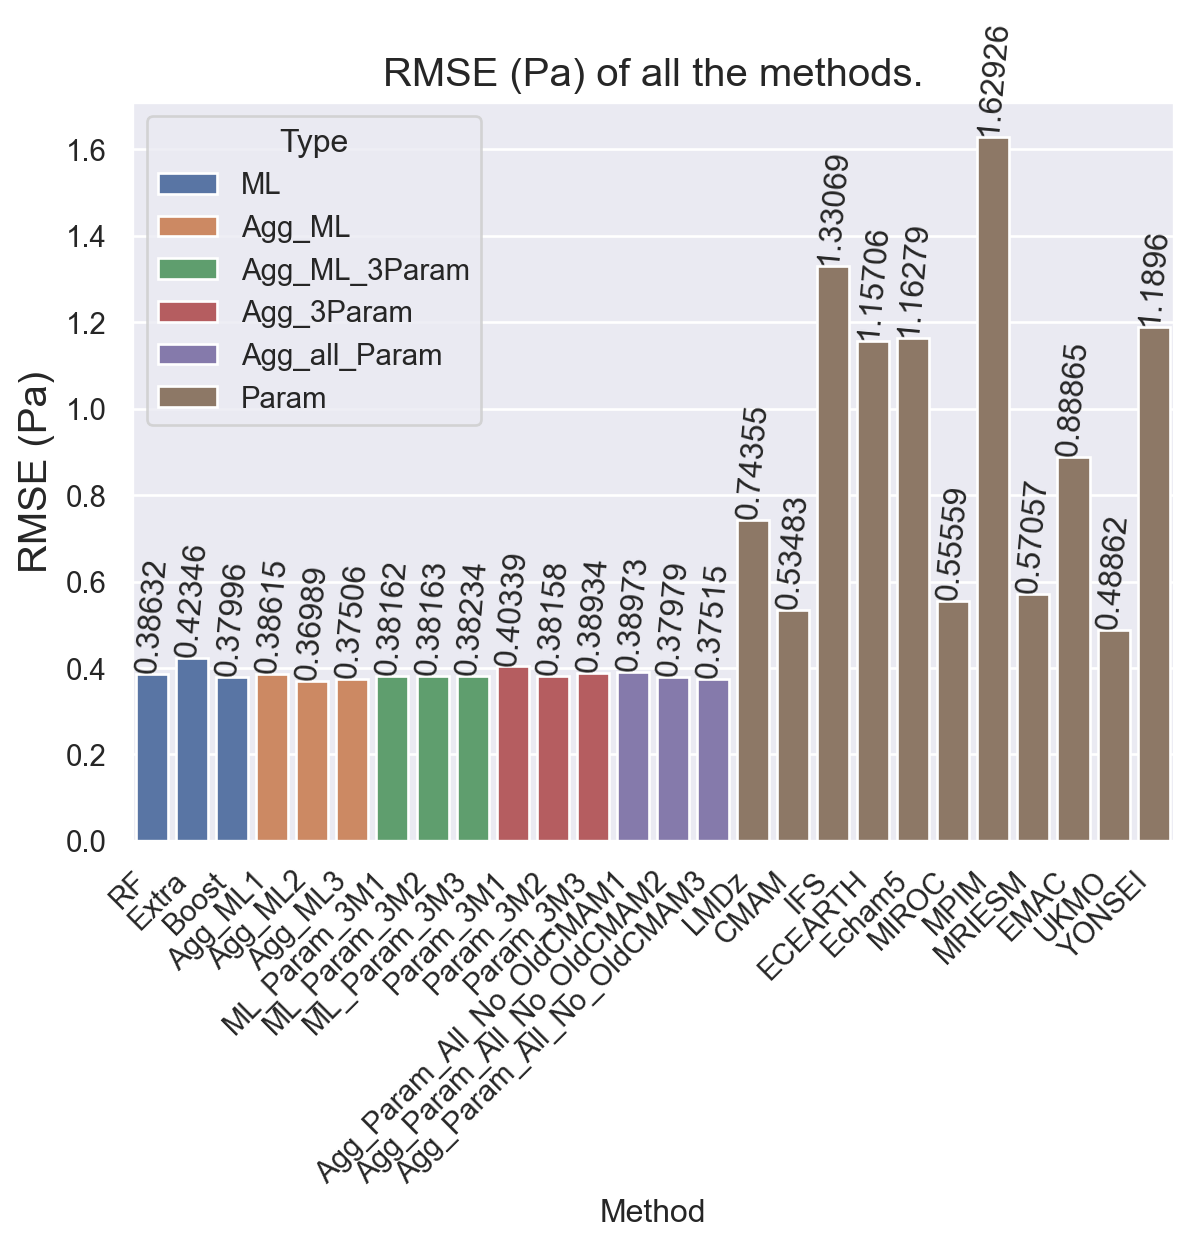 RMSE (Pa) of all the methods.
Type
ML
Agg_ML
Agg_ML_3Param
Agg_3Param
Agg_all_Param
Param
RMSE (Pa)
1.6
1.4
1.2
1.0
0.8
0.6
0.4
0.2
0.0
0.38632
0.42346
0.37996
0.38615
0.36989
0.37506
0.38162
0.38163
0.38234
0.40339
0.38158
0.38934
0.38973
0.37979
0.37515
0.74355
0.53483
1.33069
1.15706
1.16279
0.55559
1.62926
0.57057
0.88865
0.48862
1.1896
RF
Extra
Boost
Agg_ML1
Agg_ML2
Agg_ML3
ML_Param_3M1
ML_Param_3M2
ML_Param_3M3
Param_3M1
Param_3M2
Param_3M3
Agg_Param_All_No_OldCMAM1
Agg_Param_All_No_OldCMAM2
Agg_Param_All_No_OldCMAM3
LMDz
CMAM
IFS
ECEARTH
Echam5
MIROC
MPIM
MRIESM
EMAC
UKMO
YONSEI
Method